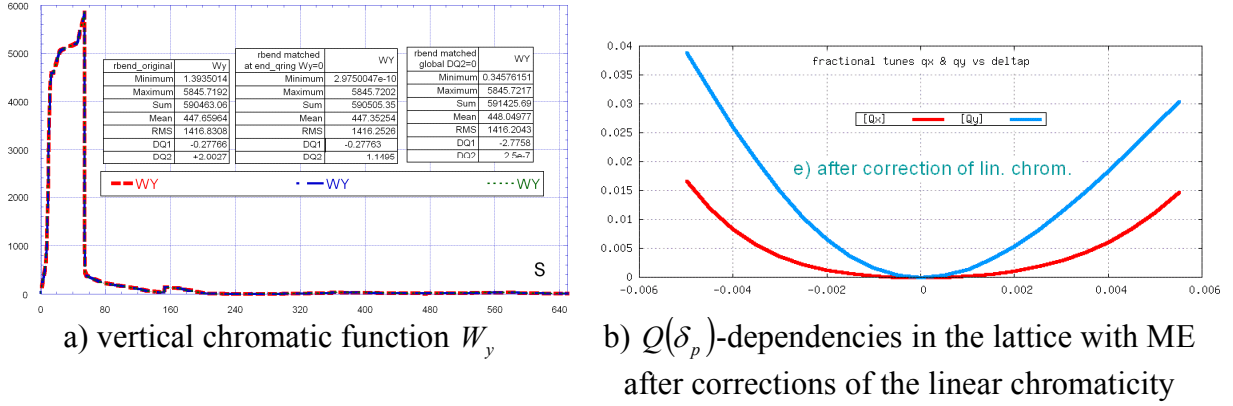 6000
5000
4000
3000
2000
1000
0
0 80 160 240 320 400 480 560 640
rbend_original Wy
Minimum 1.3935014
Maximum 5845.7192
Sum 590463.06
Mean 447.65964
RMS 1416.8308
DQ1 -0.27766
DQ2 +2.0027
rbend matched at end_qring Wy=0 WY
Minimum 2.9750047e-10
Maximum 5845.7202
Sum 590505.35
Mean 447.35254
RMS 1416.2526
DQ1 -0.27763
DQ2 1.1496
rbend matched global DQ2=0 WY
Minimum 0.34576151
Maximum 5845.7217
Sum 591425.69
Mean 448.04977
RMS 1416.2043
DQ1 -2.7758
DQ2 2.5e-7
WY WY WY
S
a) vertical chromatic function W_y
0.04
0.035
0.03
0.025
0.02
0.015
0.01
0.005
0
-0.006 -0.004 -0.002 0 0.002 0.004 0.006
fractional tunes qx & qy vs deltap
[Qx] [Qy]
e) after correction of lin. chrom.
b) Q(δ_p)-dependencies in the lattice with ME
after corrections of the linear chromaticity